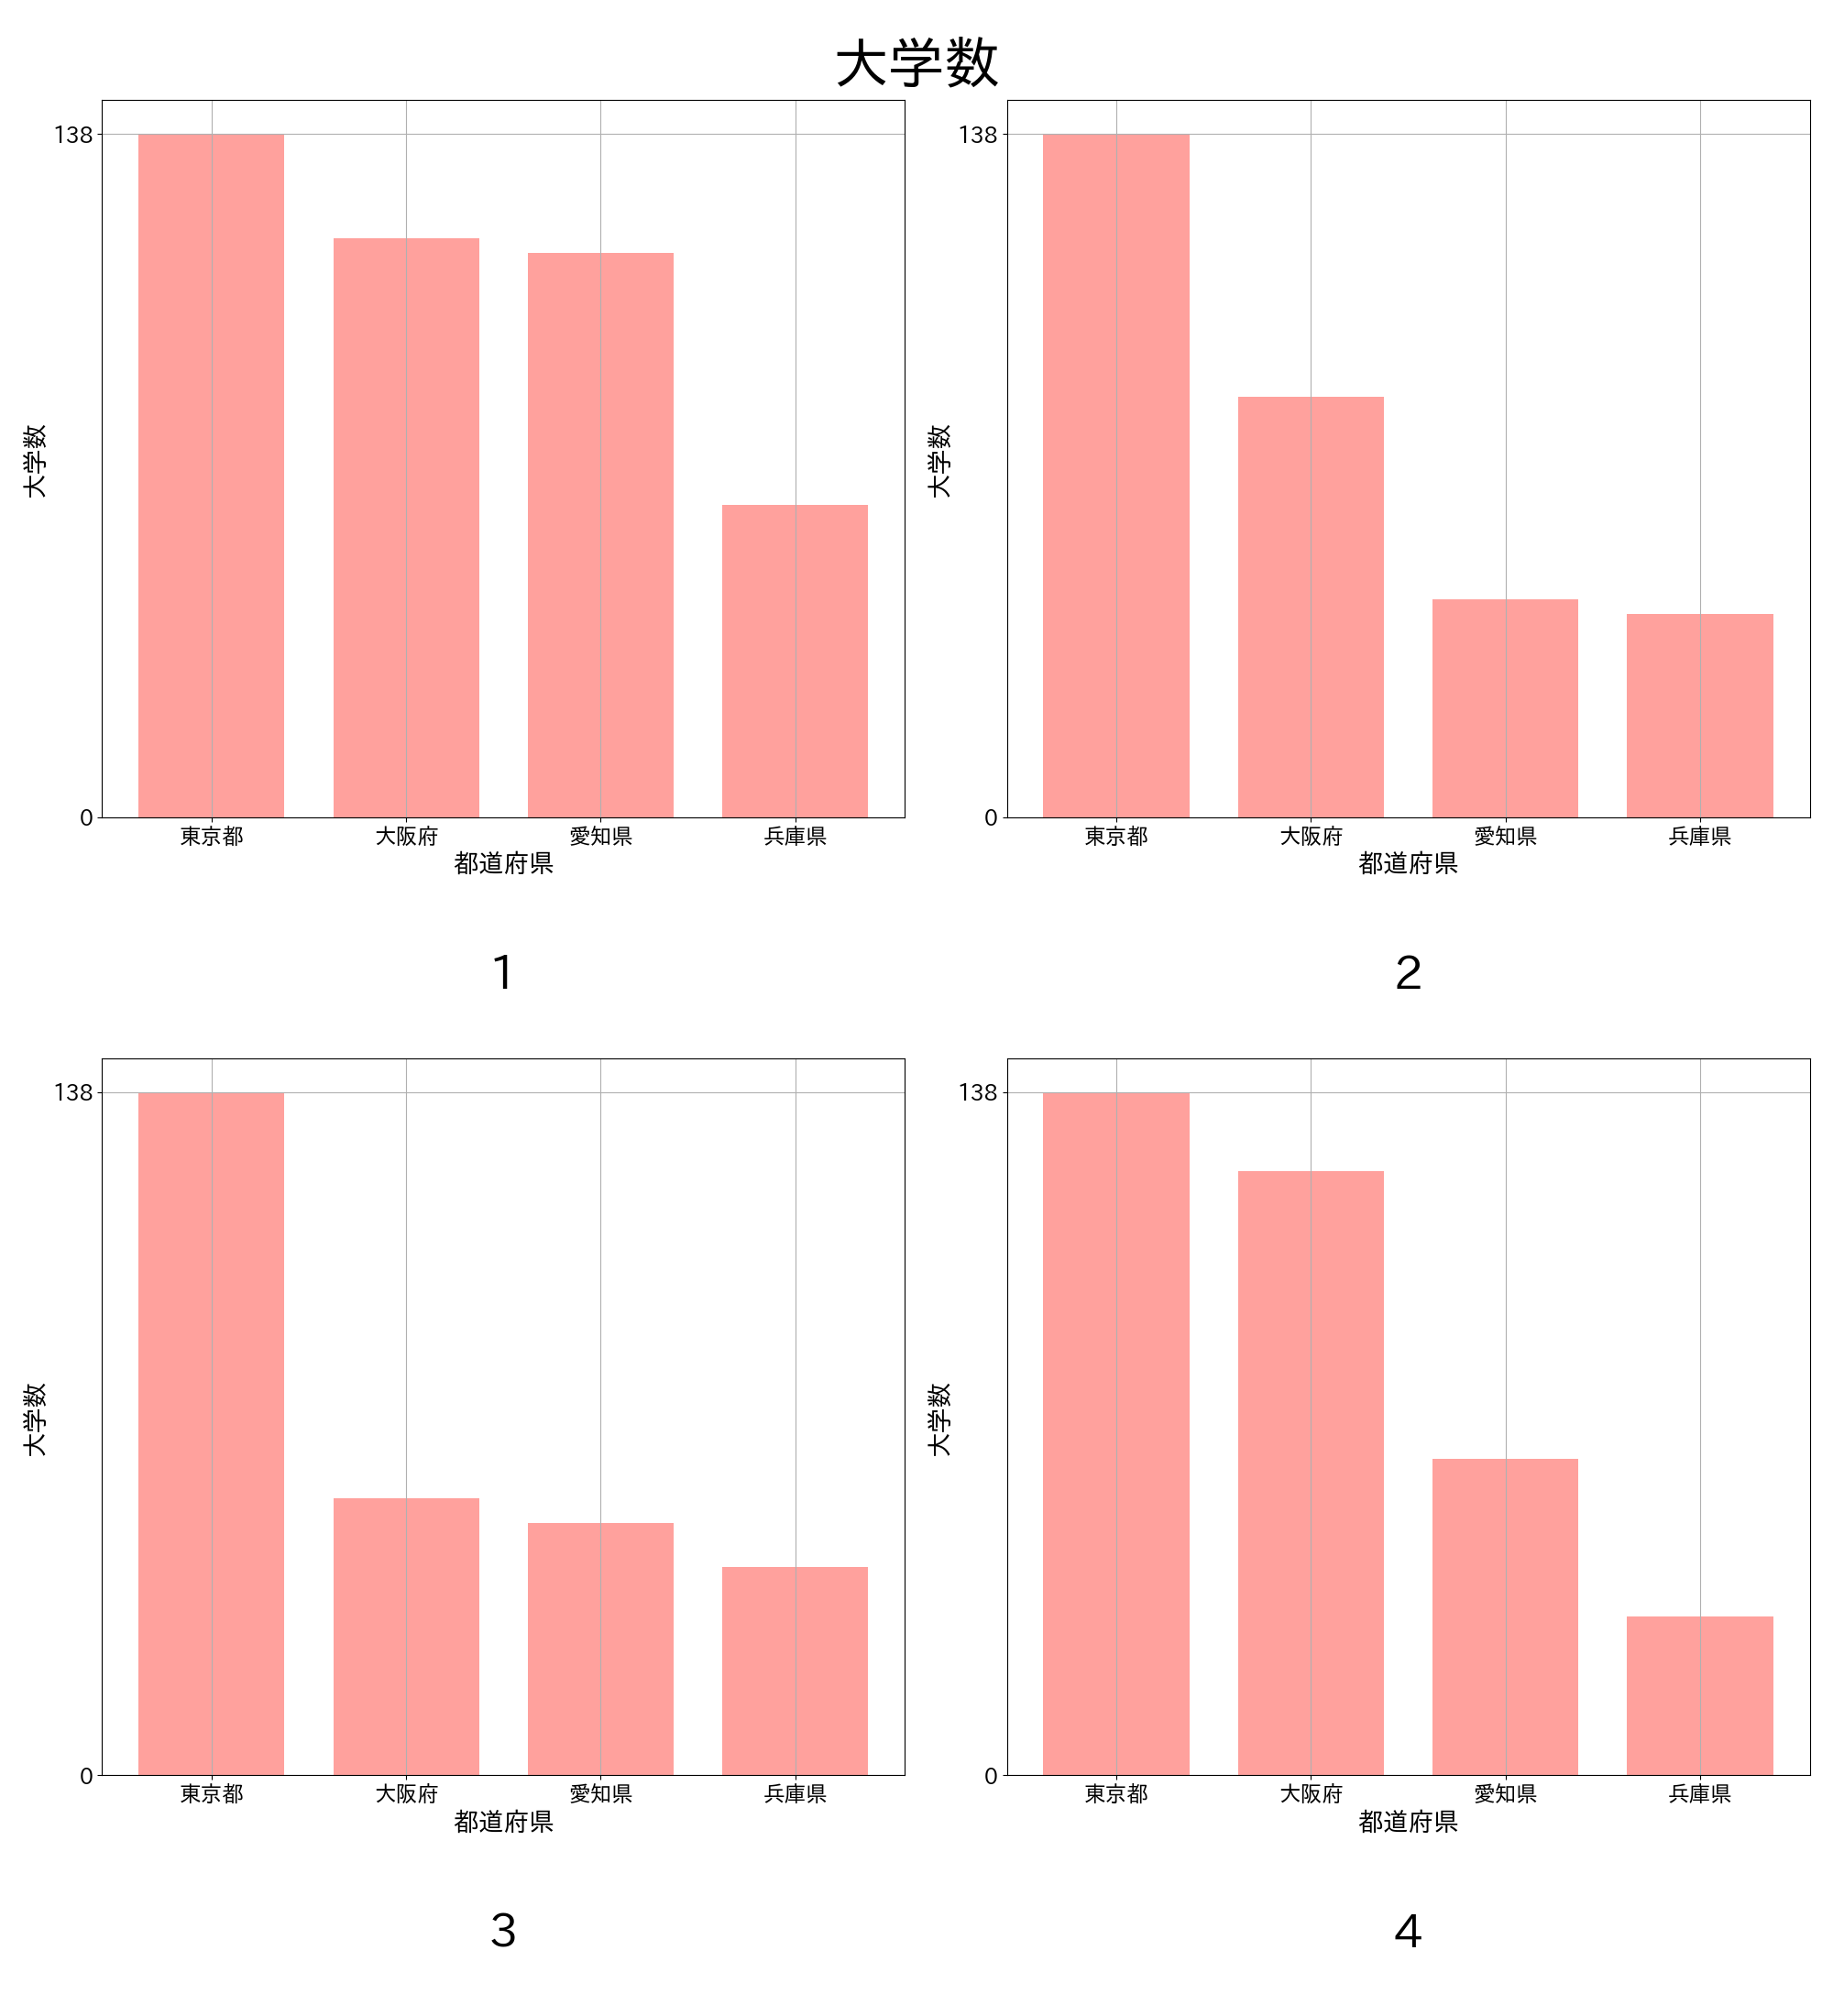 大学数
138
0
大学数
東京都 大阪府 愛知県 兵庫県
都道府県
1
138
0
大学数
東京都 大阪府 愛知県 兵庫県
都道府県
2
138
0
大学数
東京都 大阪府 愛知県 兵庫県
都道府県
3
138
0
大学数
東京都 大阪府 愛知県 兵庫県
都道府県
4